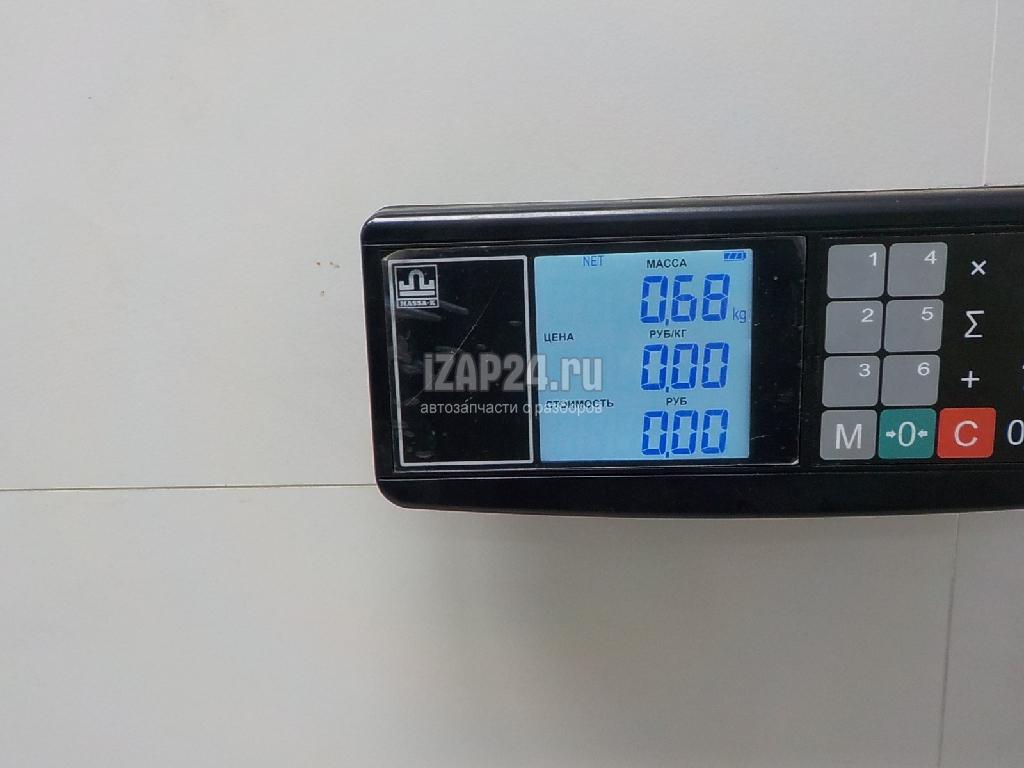 NET МАССА
0,68 kg
ЦЕНА РУБ/КГ
0,00
СТОИМОСТЬ РУБ
0,00
MASSA-K
1 4 ×
2 5 Σ
3 6 +
M →0← C 0
iZAP24.ru
автозапчасти с разборов